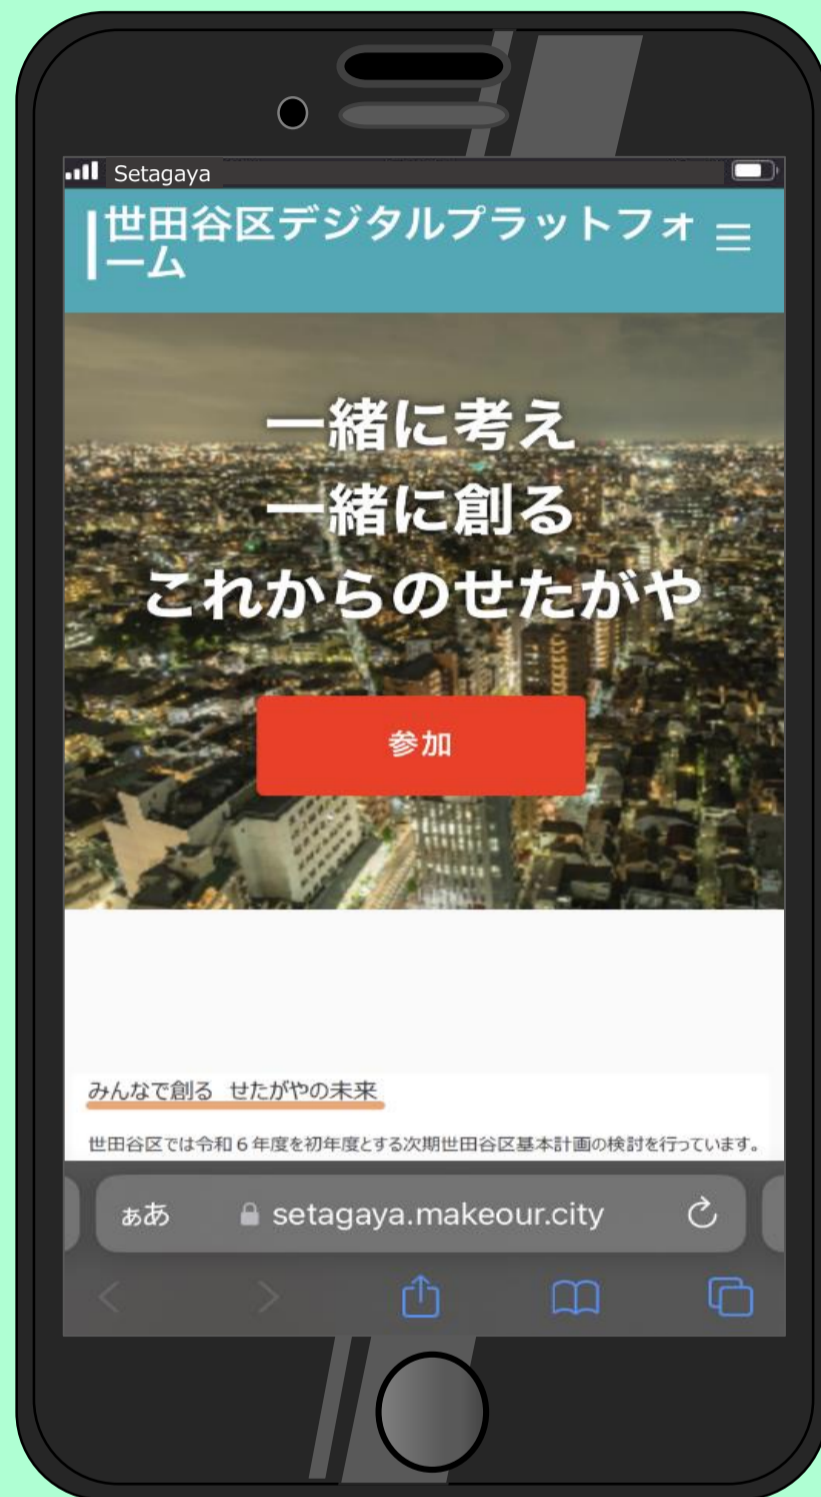 Setagaya
世田谷区デジタルプラットフォ
ーム
一緒に考え
一緒に創る
これからのせたがや
参加
みんなで創る せたがやの未来
世田谷区では令和6年度を初年度とする次期世田谷区基本計画の検討を行っています。
ぁあ setagaya.makeour.city